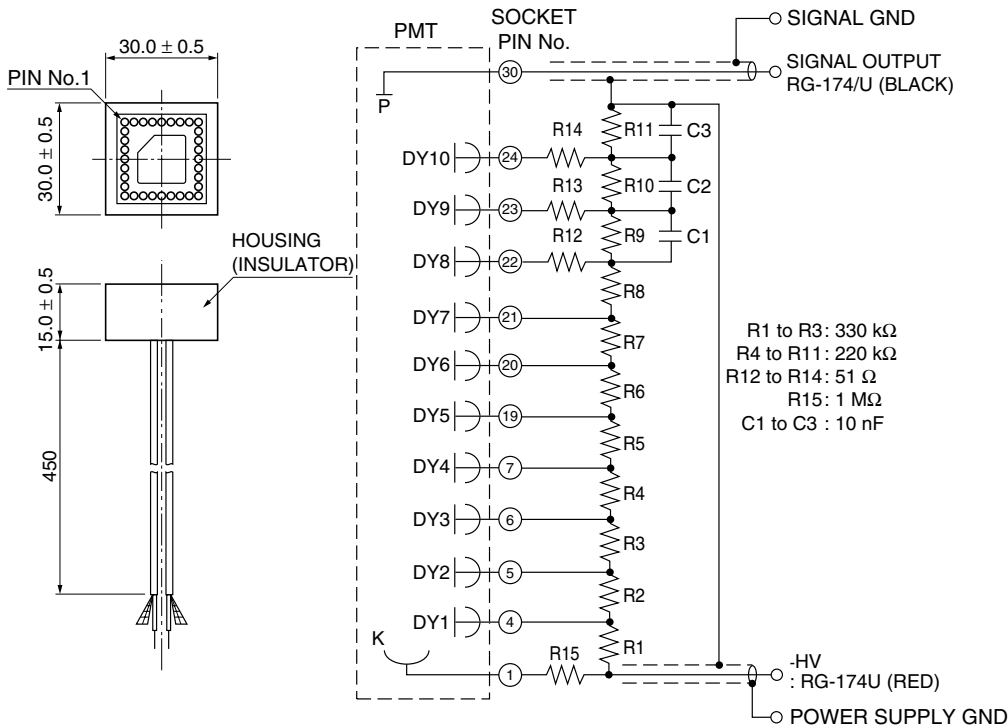 30.0 ± 0.5
PIN No.1
30.0 ± 0.5
HOUSING
(INSULATOR)
15.0 ± 0.5
450
PMT
SOCKET
PIN No.
SIGNAL GND
30
SIGNAL OUTPUT
RG-174/U (BLACK)
P
R14
R11
C3
DY10
24
R13
R10
C2
DY9
23
R12
R9
C1
DY8
22
R8
DY7
21
R7
DY6
20
R6
DY5
19
R5
DY4
7
R4
DY3
6
R3
DY2
5
R2
DY1
4
R1
K
1
R15
R1 to R3: 330 kΩ
R4 to R11: 220 kΩ
R12 to R14: 51 Ω
R15: 1 MΩ
C1 to C3 : 10 nF
-HV
: RG-174U (RED)
POWER SUPPLY GND